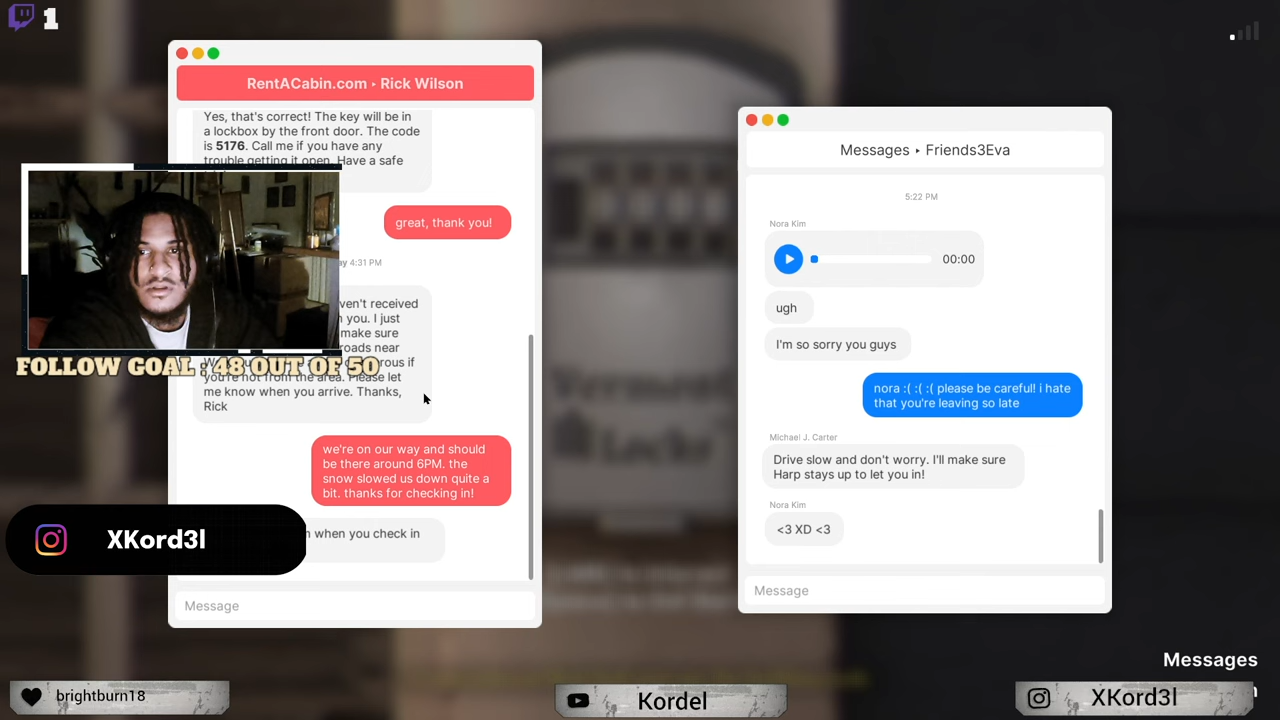 1
RentACabin.com ‣ Rick Wilson
Yes, that's correct! The key will be in
a lockbox by the front door. The code
is 5176. Call me if you have any
trouble getting it open. Have a safe
great, thank you!
4:31 PM
ven't received
you. I just
make sure
roads near
rous if
you're not from the area. Please let
me know when you arrive. Thanks,
Rick
we're on our way and should
be there around 6PM. the
snow slowed us down quite a
bit. thanks for checking in!
when you check in
Message
FOLLOW GOAL : 48 OUT OF 50
XKord3l
Messages ‣ Friends3Eva
5:22 PM
Nora Kim
00:00
ugh
I'm so sorry you guys
nora :( :( :( please be careful! i hate
that you're leaving so late
Michael J. Carter
Drive slow and don't worry. I'll make sure
Harp stays up to let you in!
Nora Kim
<3 XD <3
Message
Vermont
Locks
Messages
brightburn18
Kordel
XKord3l